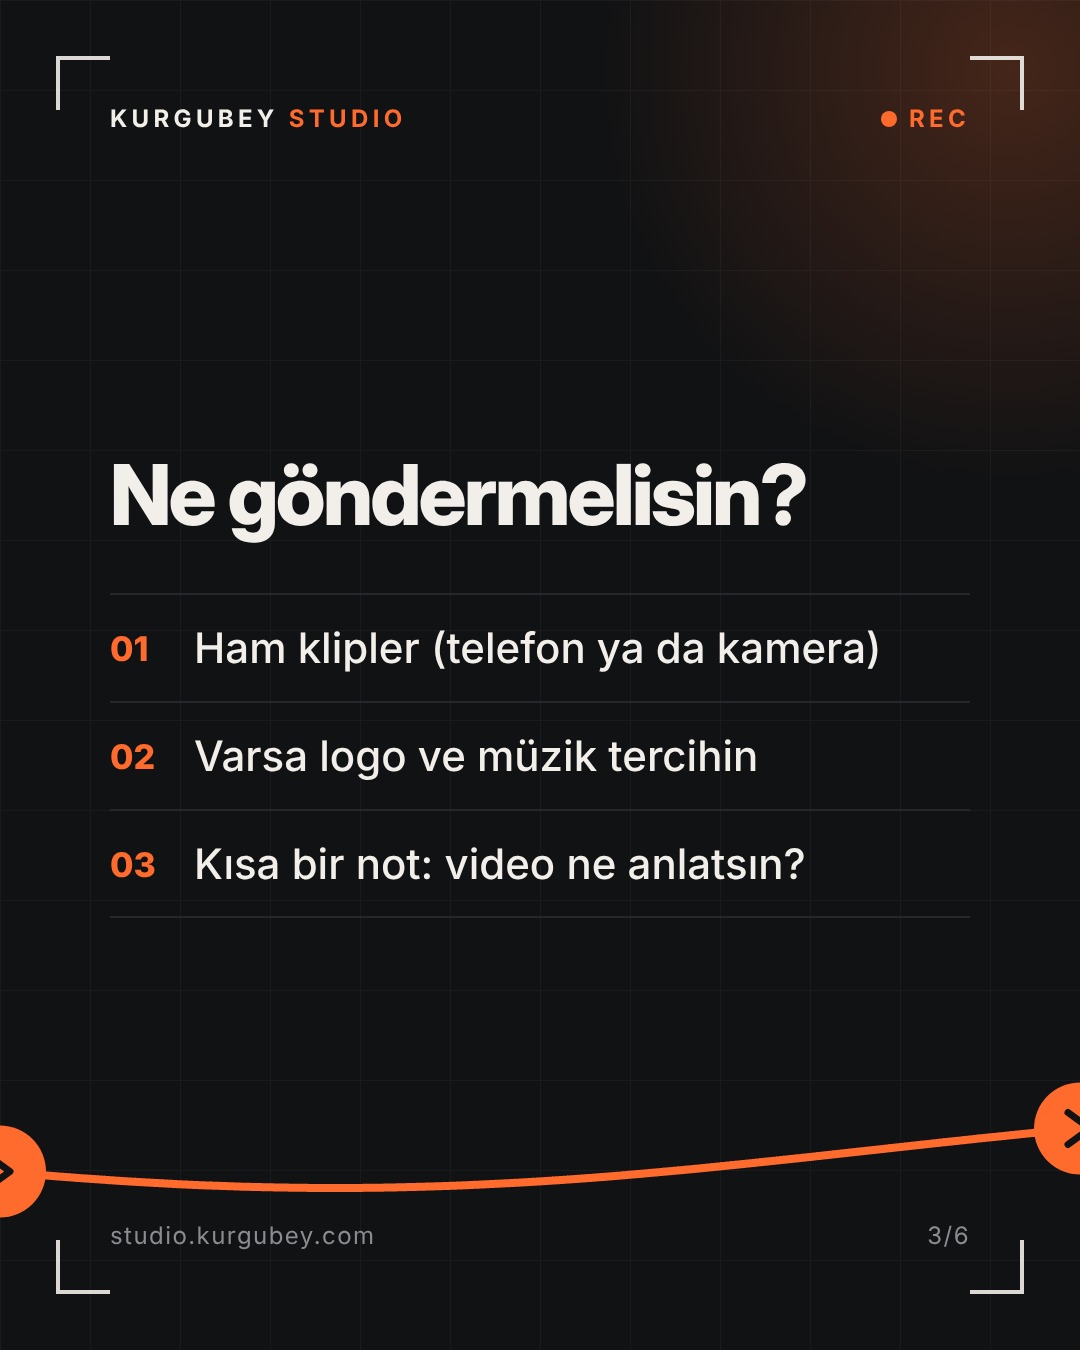 KURGUBEY STUDIO
REC
Ne göndermelisin?
01 Ham klipler (telefon ya da kamera)
02 Varsa logo ve müzik tercihin
03 Kısa bir not: video ne anlatsın?
studio.kurgubey.com
3/6